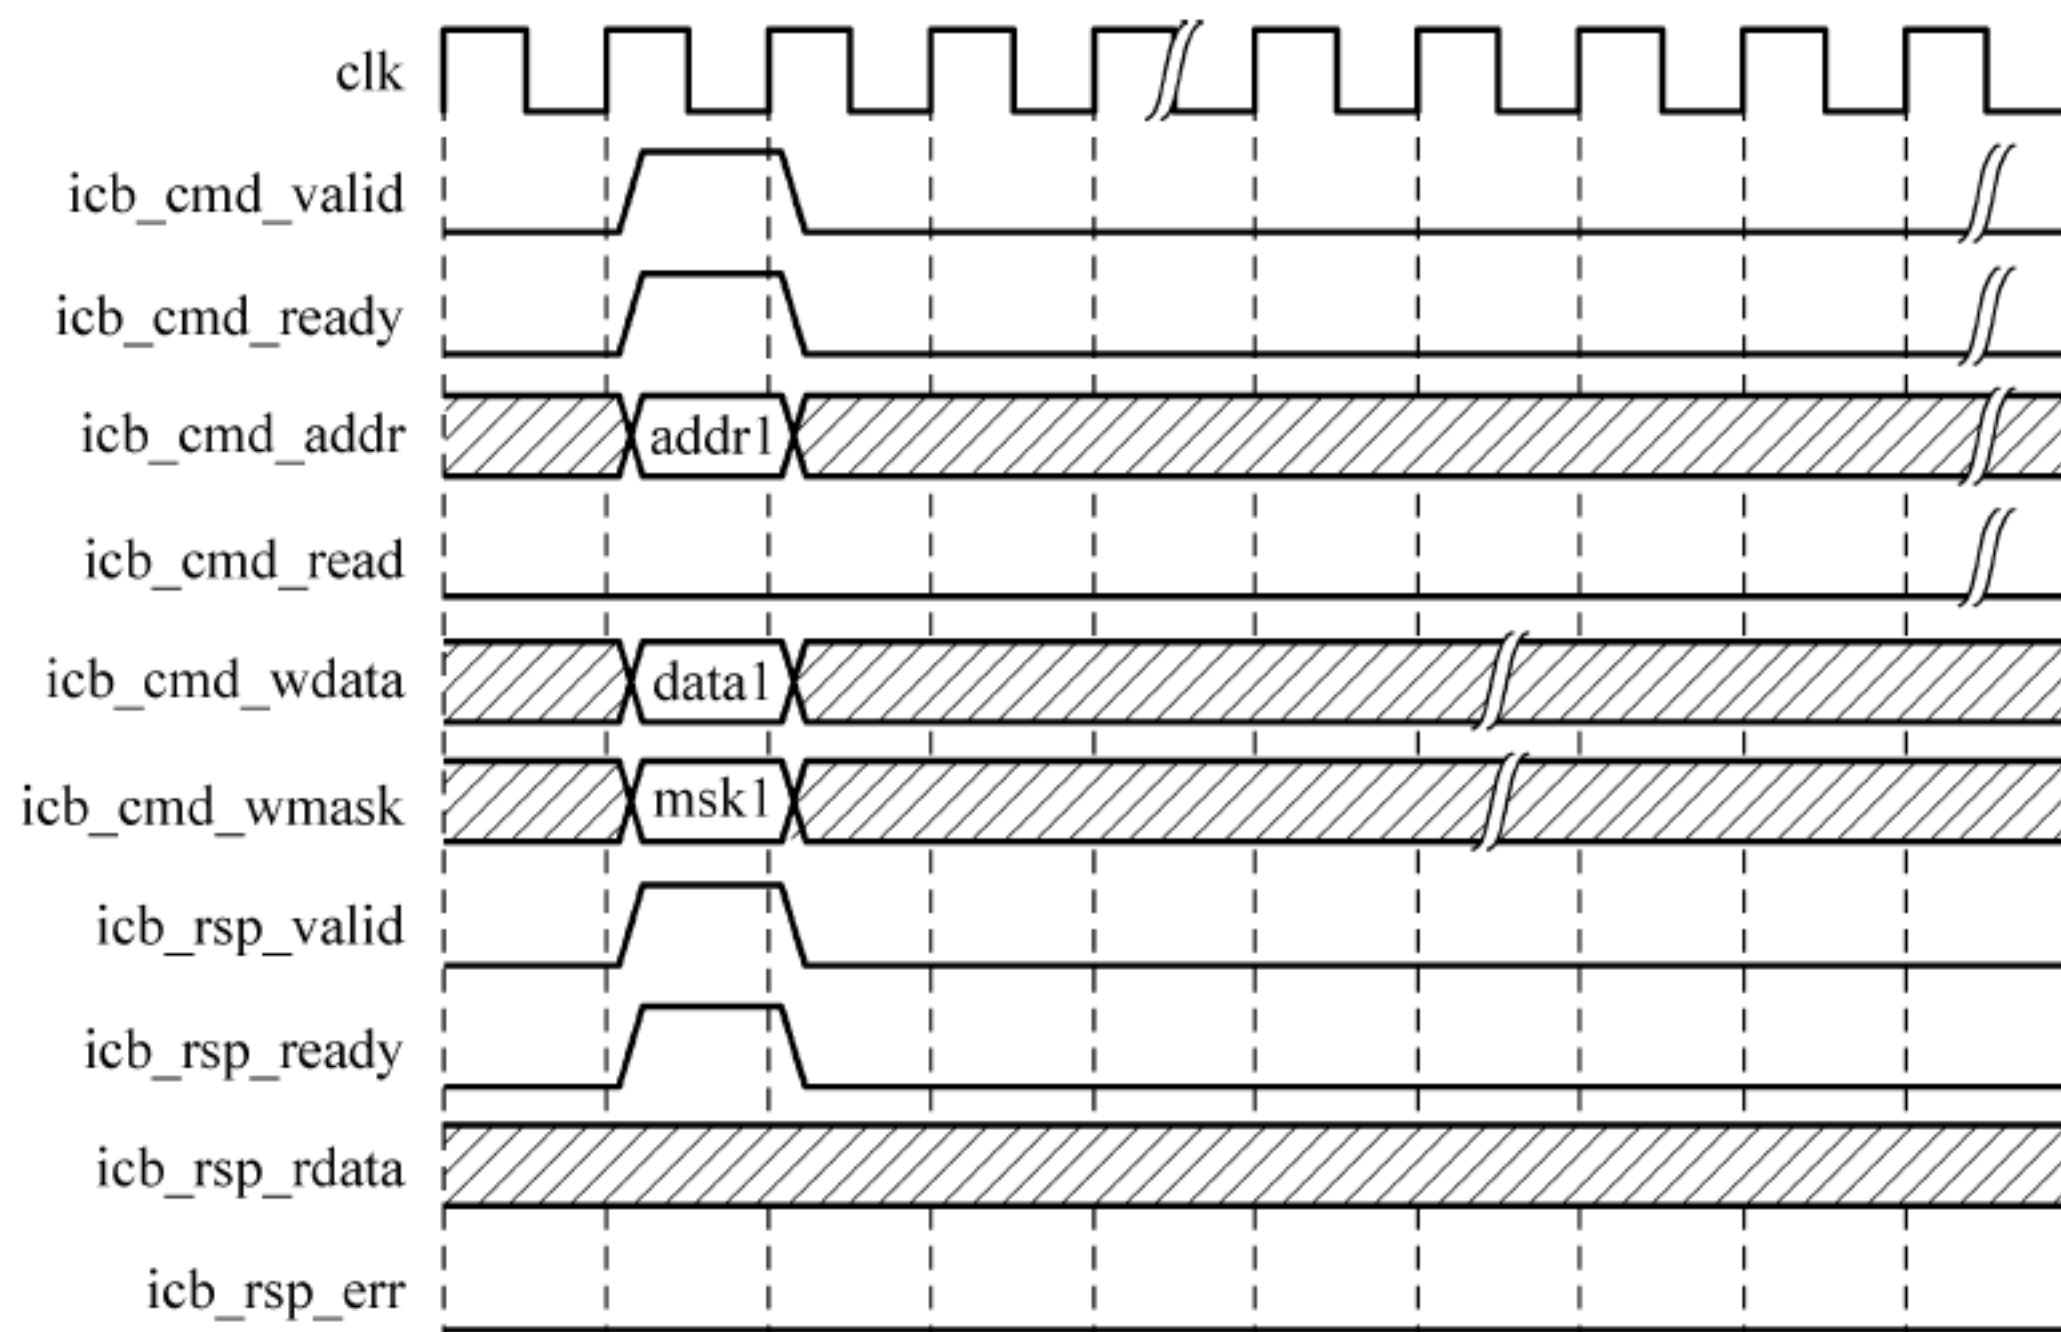 clk
icb_cmd_valid
icb_cmd_ready
icb_cmd_addr addr1
icb_cmd_read
icb_cmd_wdata data1
icb_cmd_wmask msk1
icb_rsp_valid
icb_rsp_ready
icb_rsp_rdata
icb_rsp_err